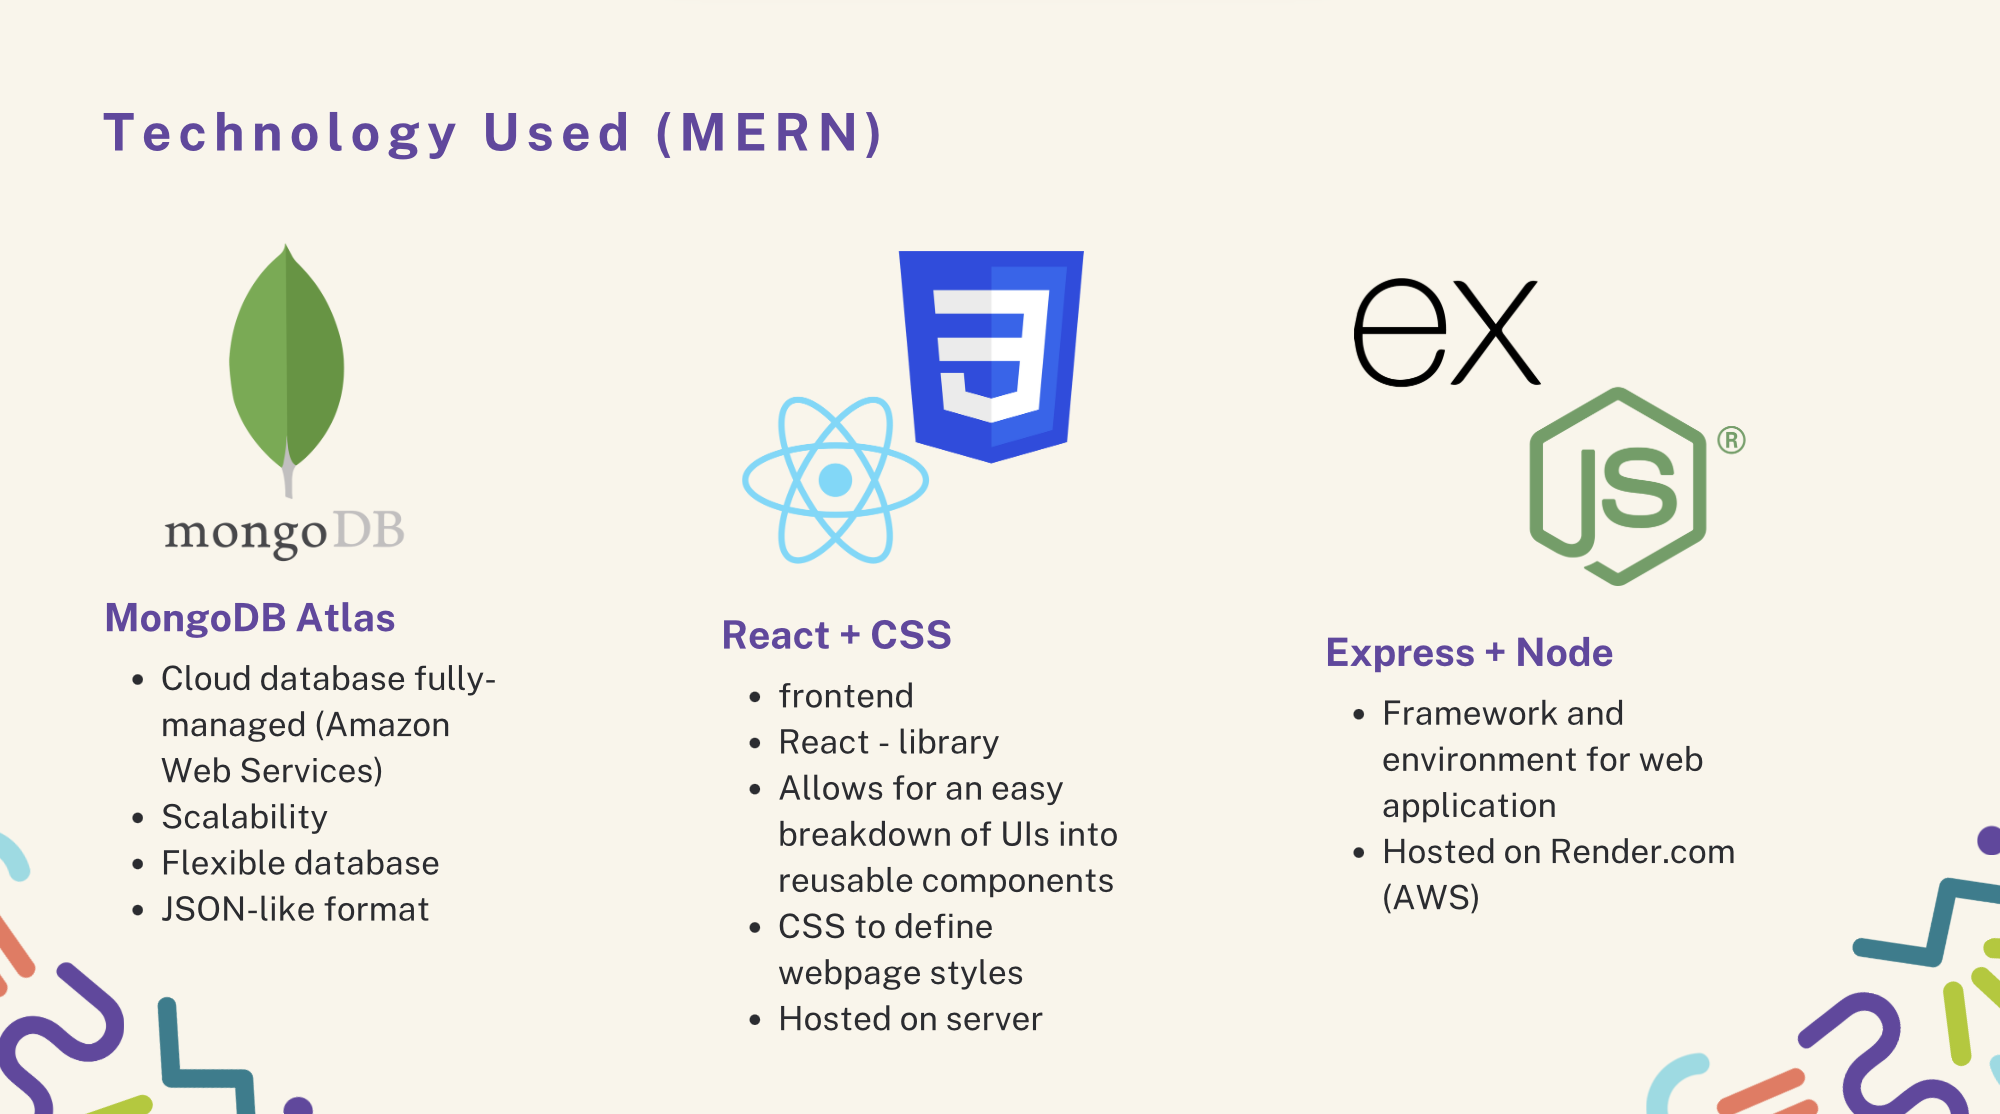 Technology Used (MERN)
mongoDB
MongoDB Atlas
• Cloud database fully-
managed (Amazon
Web Services)
• Scalability
• Flexible database
• JSON-like format
3
React + CSS
• frontend
• React - library
• Allows for an easy
breakdown of UIs into
reusable components
• CSS to define
webpage styles
• Hosted on server
ex
JS ®
Express + Node
• Framework and
environment for web
application
• Hosted on Render.com
(AWS)